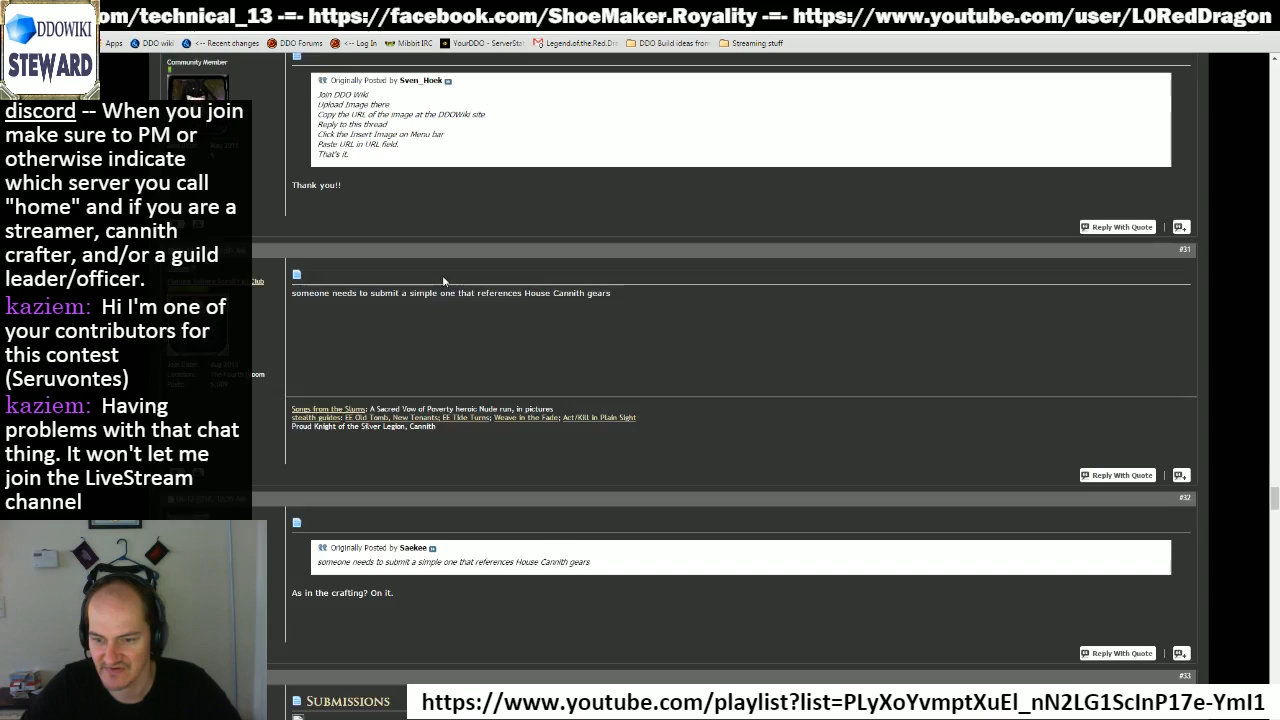 om/technical_13 -=- https://facebook.com/ShoeMaker.Royality -=- https://www.youtube.com/user/L0RedDragon
DDOWIKI
STEWARD
Apps DDO wiki <-- Recent changes DDO Forums <-- Log In Mibbit IRC YourDDO - ServerSta Legend.of.the.Red.Dr DDO Build ideas from Streaming stuff
Community Member
Originally Posted by Sven_Hoek
Join DDO Wiki
Upload Image there
Copy the URL of the image at the DDOWiki site
Reply to this thread
Click the Insert Image on Menu bar
Paste URL in URL field.
That's it.
Thank you!!
Reply With Quote
discord -- When you join
make sure to PM or
otherwise indicate
which server you call
"home" and if you are a
streamer, cannith
crafter, and/or a guild
leader/officer.
kaziem: Hi I'm one of
your contributors for
this contest
(Seruvontes)
kaziem: Having
problems with that chat
thing. It won't let me
join the LiveStream
channel
#31
Club
someone needs to submit a simple one that references House Cannith gears
Songs from the Slums: A Sacred Vow of Poverty heroic Nude run, in pictures
stealth guides: EE Old Tomb, New Tenants; EE Tide Turns; Weave in the Fade; Act/Kill in Plain Sight
Proud Knight of the Silver Legion, Cannith
Reply With Quote
#32
Originally Posted by Saekee
someone needs to submit a simple one that references House Cannith gears
As in the crafting? On it.
Reply With Quote
#33
Submissions
https://www.youtube.com/playlist?list=PLyXoYvmptXuEl_nN2LG1ScInP17e-YmI1